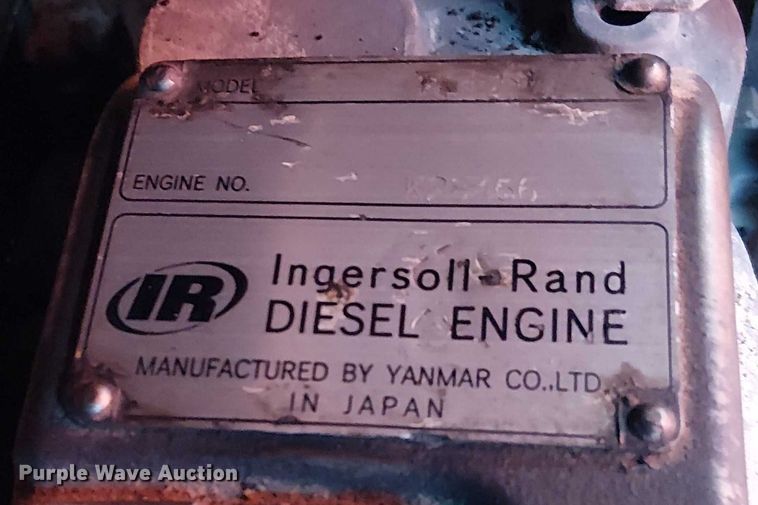 MODEL
ENGINE NO.
IR Ingersoll-Rand
DIESEL ENGINE
MANUFACTURED BY YANMAR CO.,LTD.
IN JAPAN
Purple Wave Auction